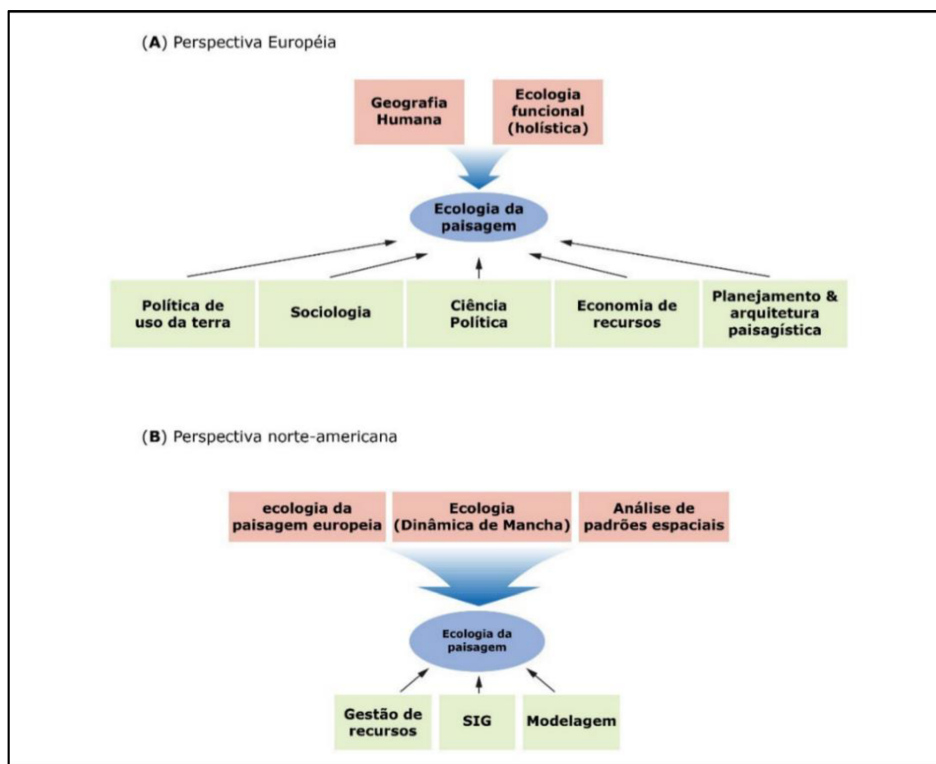 (A) Perspectiva Européia
Geografia
Humana
Ecologia
funcional
(holística)
Ecologia da
paisagem
Política de
uso da terra
Sociologia
Ciência
Política
Economia de
recursos
Planejamento &
arquitetura
paisagística
(B) Perspectiva norte-americana
ecologia da
paisagem europeia
Ecologia
(Dinâmica de Mancha)
Análise de
padrões espaciais
Ecologia da
paisagem
Gestão de
recursos
SIG
Modelagem